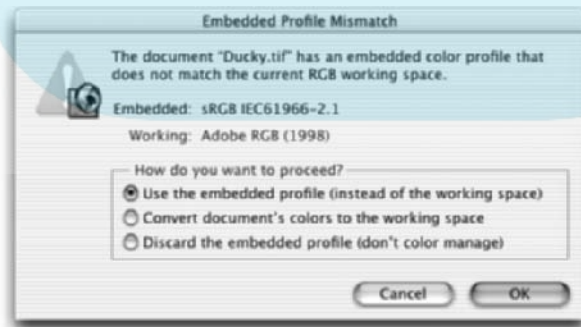 Embedded Profile Mismatch
The document "Ducky.tif" has an embedded color profile that
does not match the current RGB working space.
Embedded: sRGB IEC61966-2.1
Working: Adobe RGB (1998)
How do you want to proceed?
Use the embedded profile (instead of the working space)
Convert document's colors to the working space
Discard the embedded profile (don't color manage)
Cancel OK